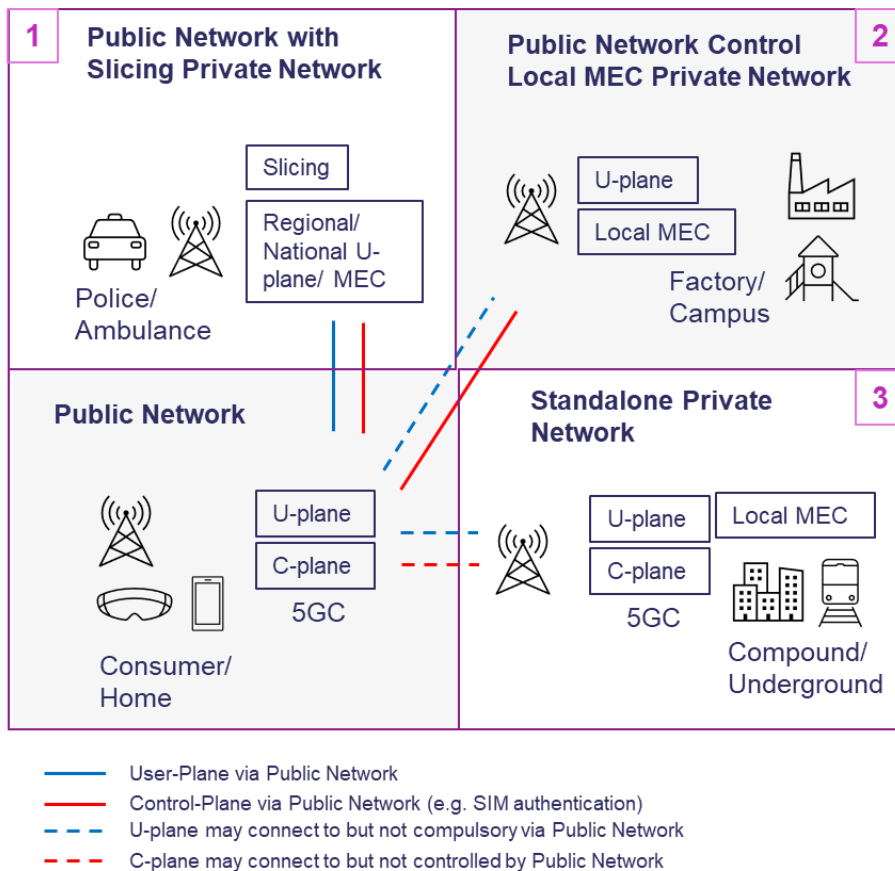 1
Public Network with
Slicing Private Network
Slicing
Regional/
National U-
plane/ MEC
Police/
Ambulance
2
Public Network Control
Local MEC Private Network
U-plane
Local MEC
Factory/
Campus
Public Network
U-plane
C-plane
5GC
Consumer/
Home
3
Standalone Private
Network
U-plane
Local MEC
C-plane
5GC
Compound/
Underground
User-Plane via Public Network
Control-Plane via Public Network (e.g. SIM authentication)
U-plane may connect to but not compulsory via Public Network
C-plane may connect to but not controlled by Public Network